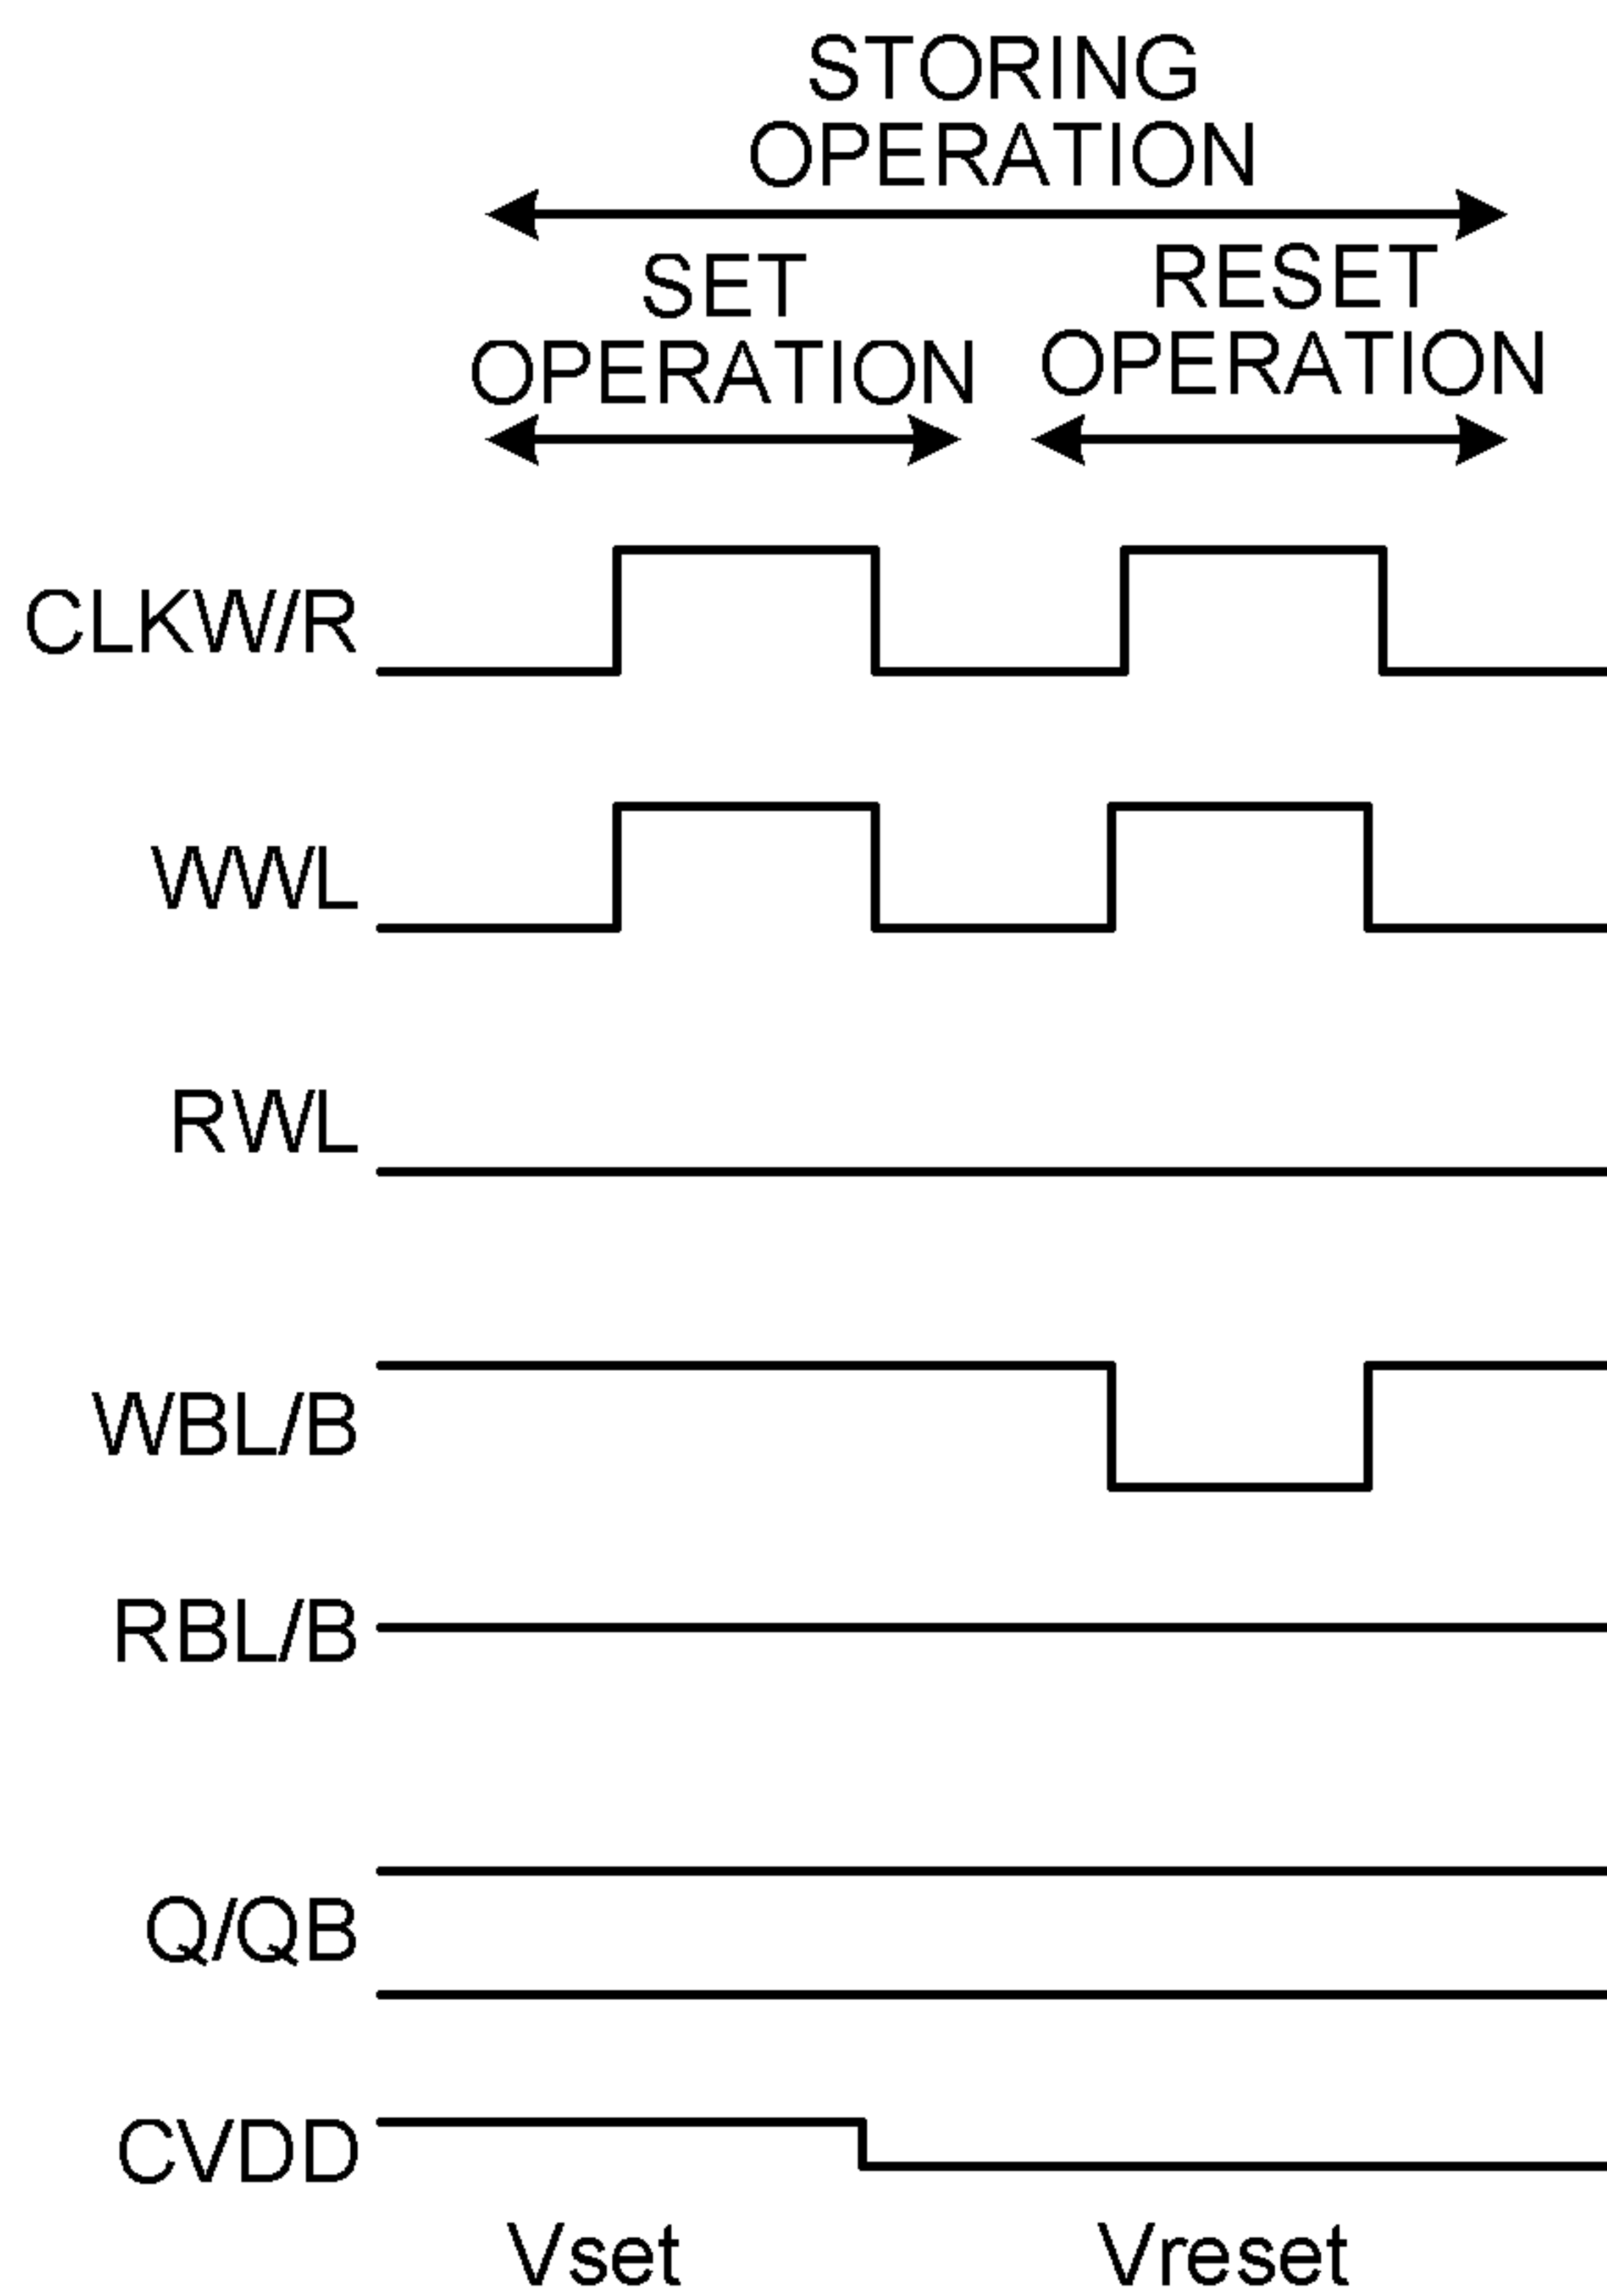 STORING
OPERATION
SET
OPERATION
RESET
OPERATION
CLKW/R
WWL
RWL
WBL/B
RBL/B
Q/QB
CVDD
Vset
Vreset